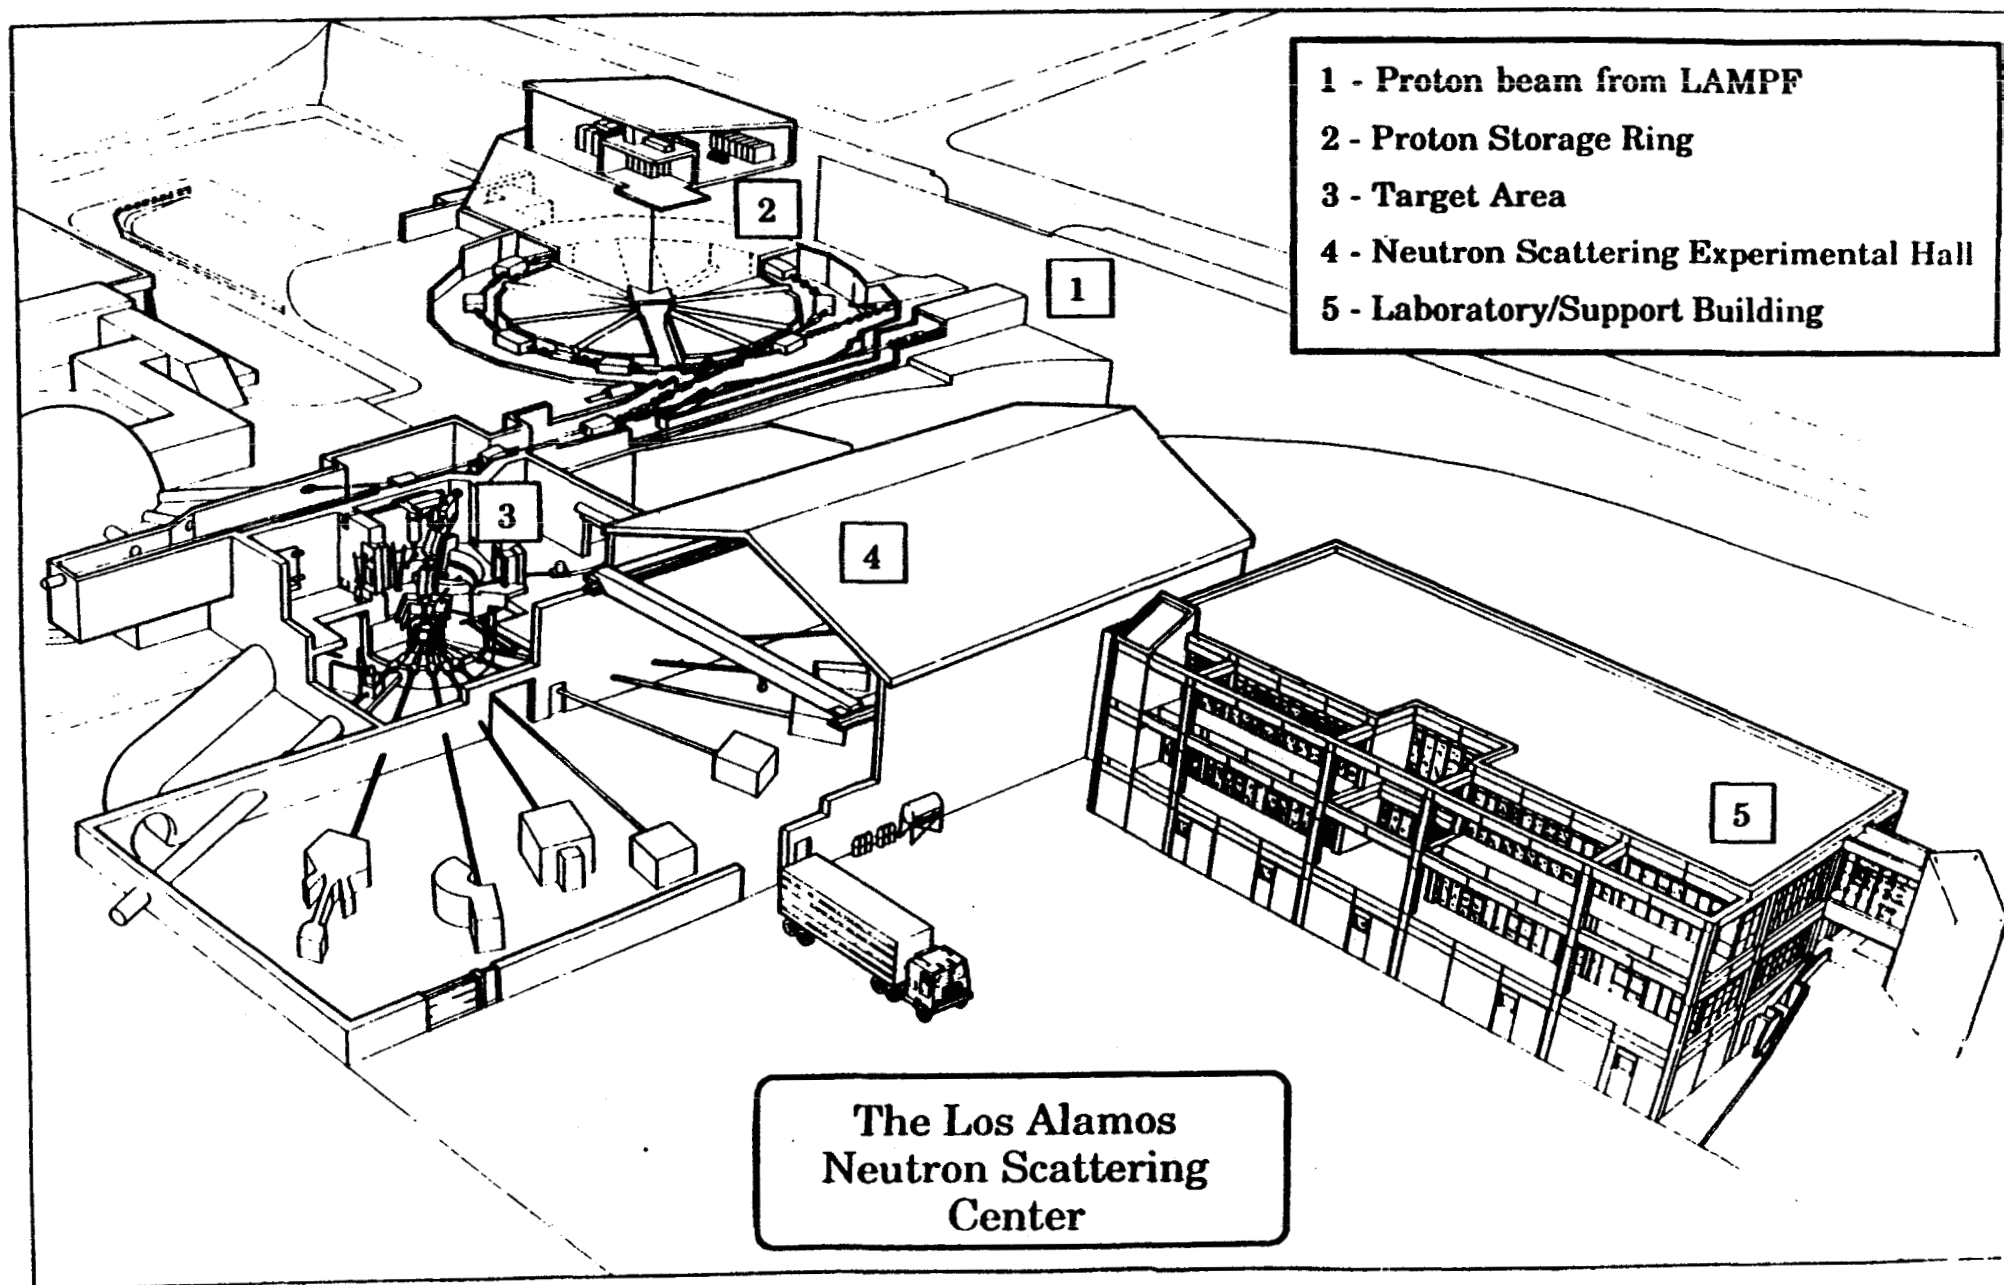 1 - Proton beam from LAMPF
2 - Proton Storage Ring
3 - Target Area
4 - Neutron Scattering Experimental Hall
5 - Laboratory/Support Building
2
1
3
4
5
The Los Alamos
Neutron Scattering
Center